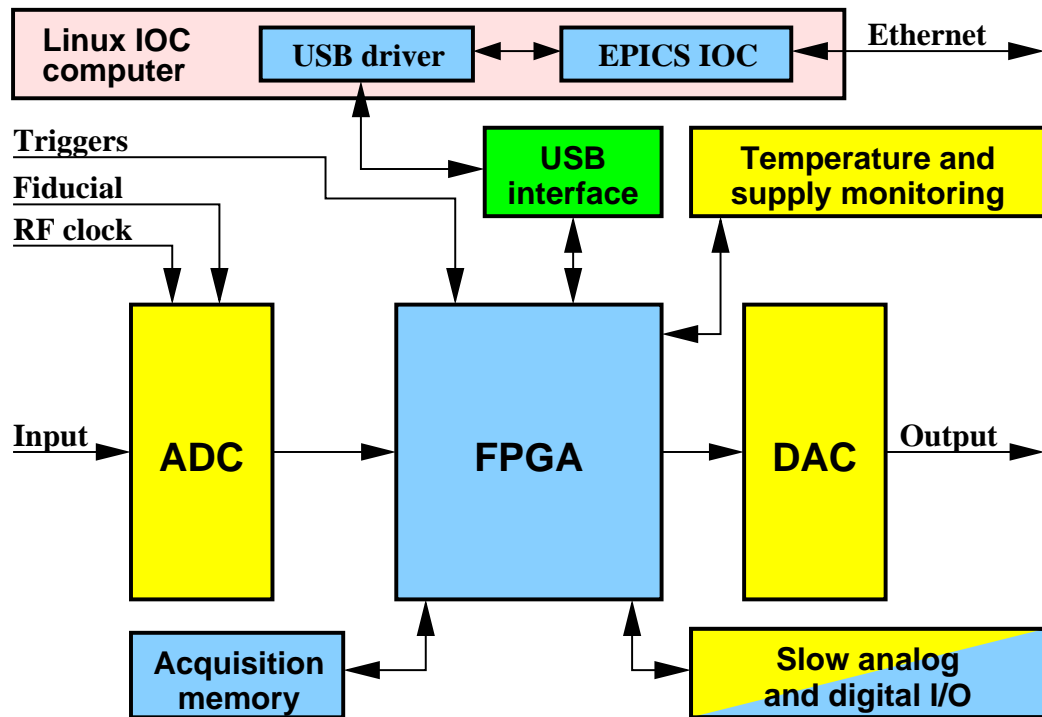 Linux IOC
computer
USB driver
EPICS IOC
Ethernet
Triggers
Fiducial
RF clock
USB
interface
Temperature and
supply monitoring
Input
ADC
FPGA
DAC
Output
Acquisition
memory
Slow analog
and digital I/O